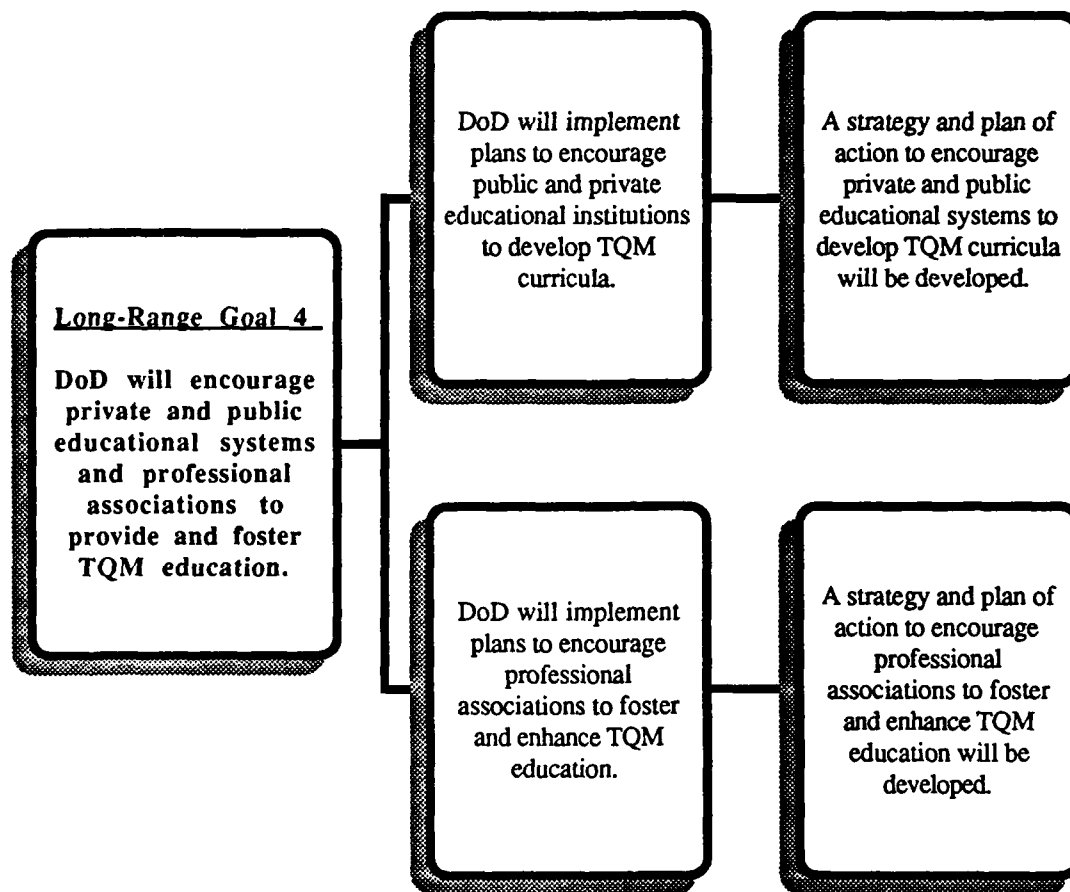 Long-Range Goal 4
DoD will encourage
private and public
educational systems
and professional
associations to
provide and foster
TQM education.
DoD will implement
plans to encourage
public and private
educational institutions
to develop TQM
curricula.
A strategy and plan of
action to encourage
private and public
educational systems to
develop TQM curricula
will be developed.
DoD will implement
plans to encourage
professional
associations to foster
and enhance TQM
education.
A strategy and plan of
action to encourage
professional
associations to foster
and enhance TQM
education will be
developed.